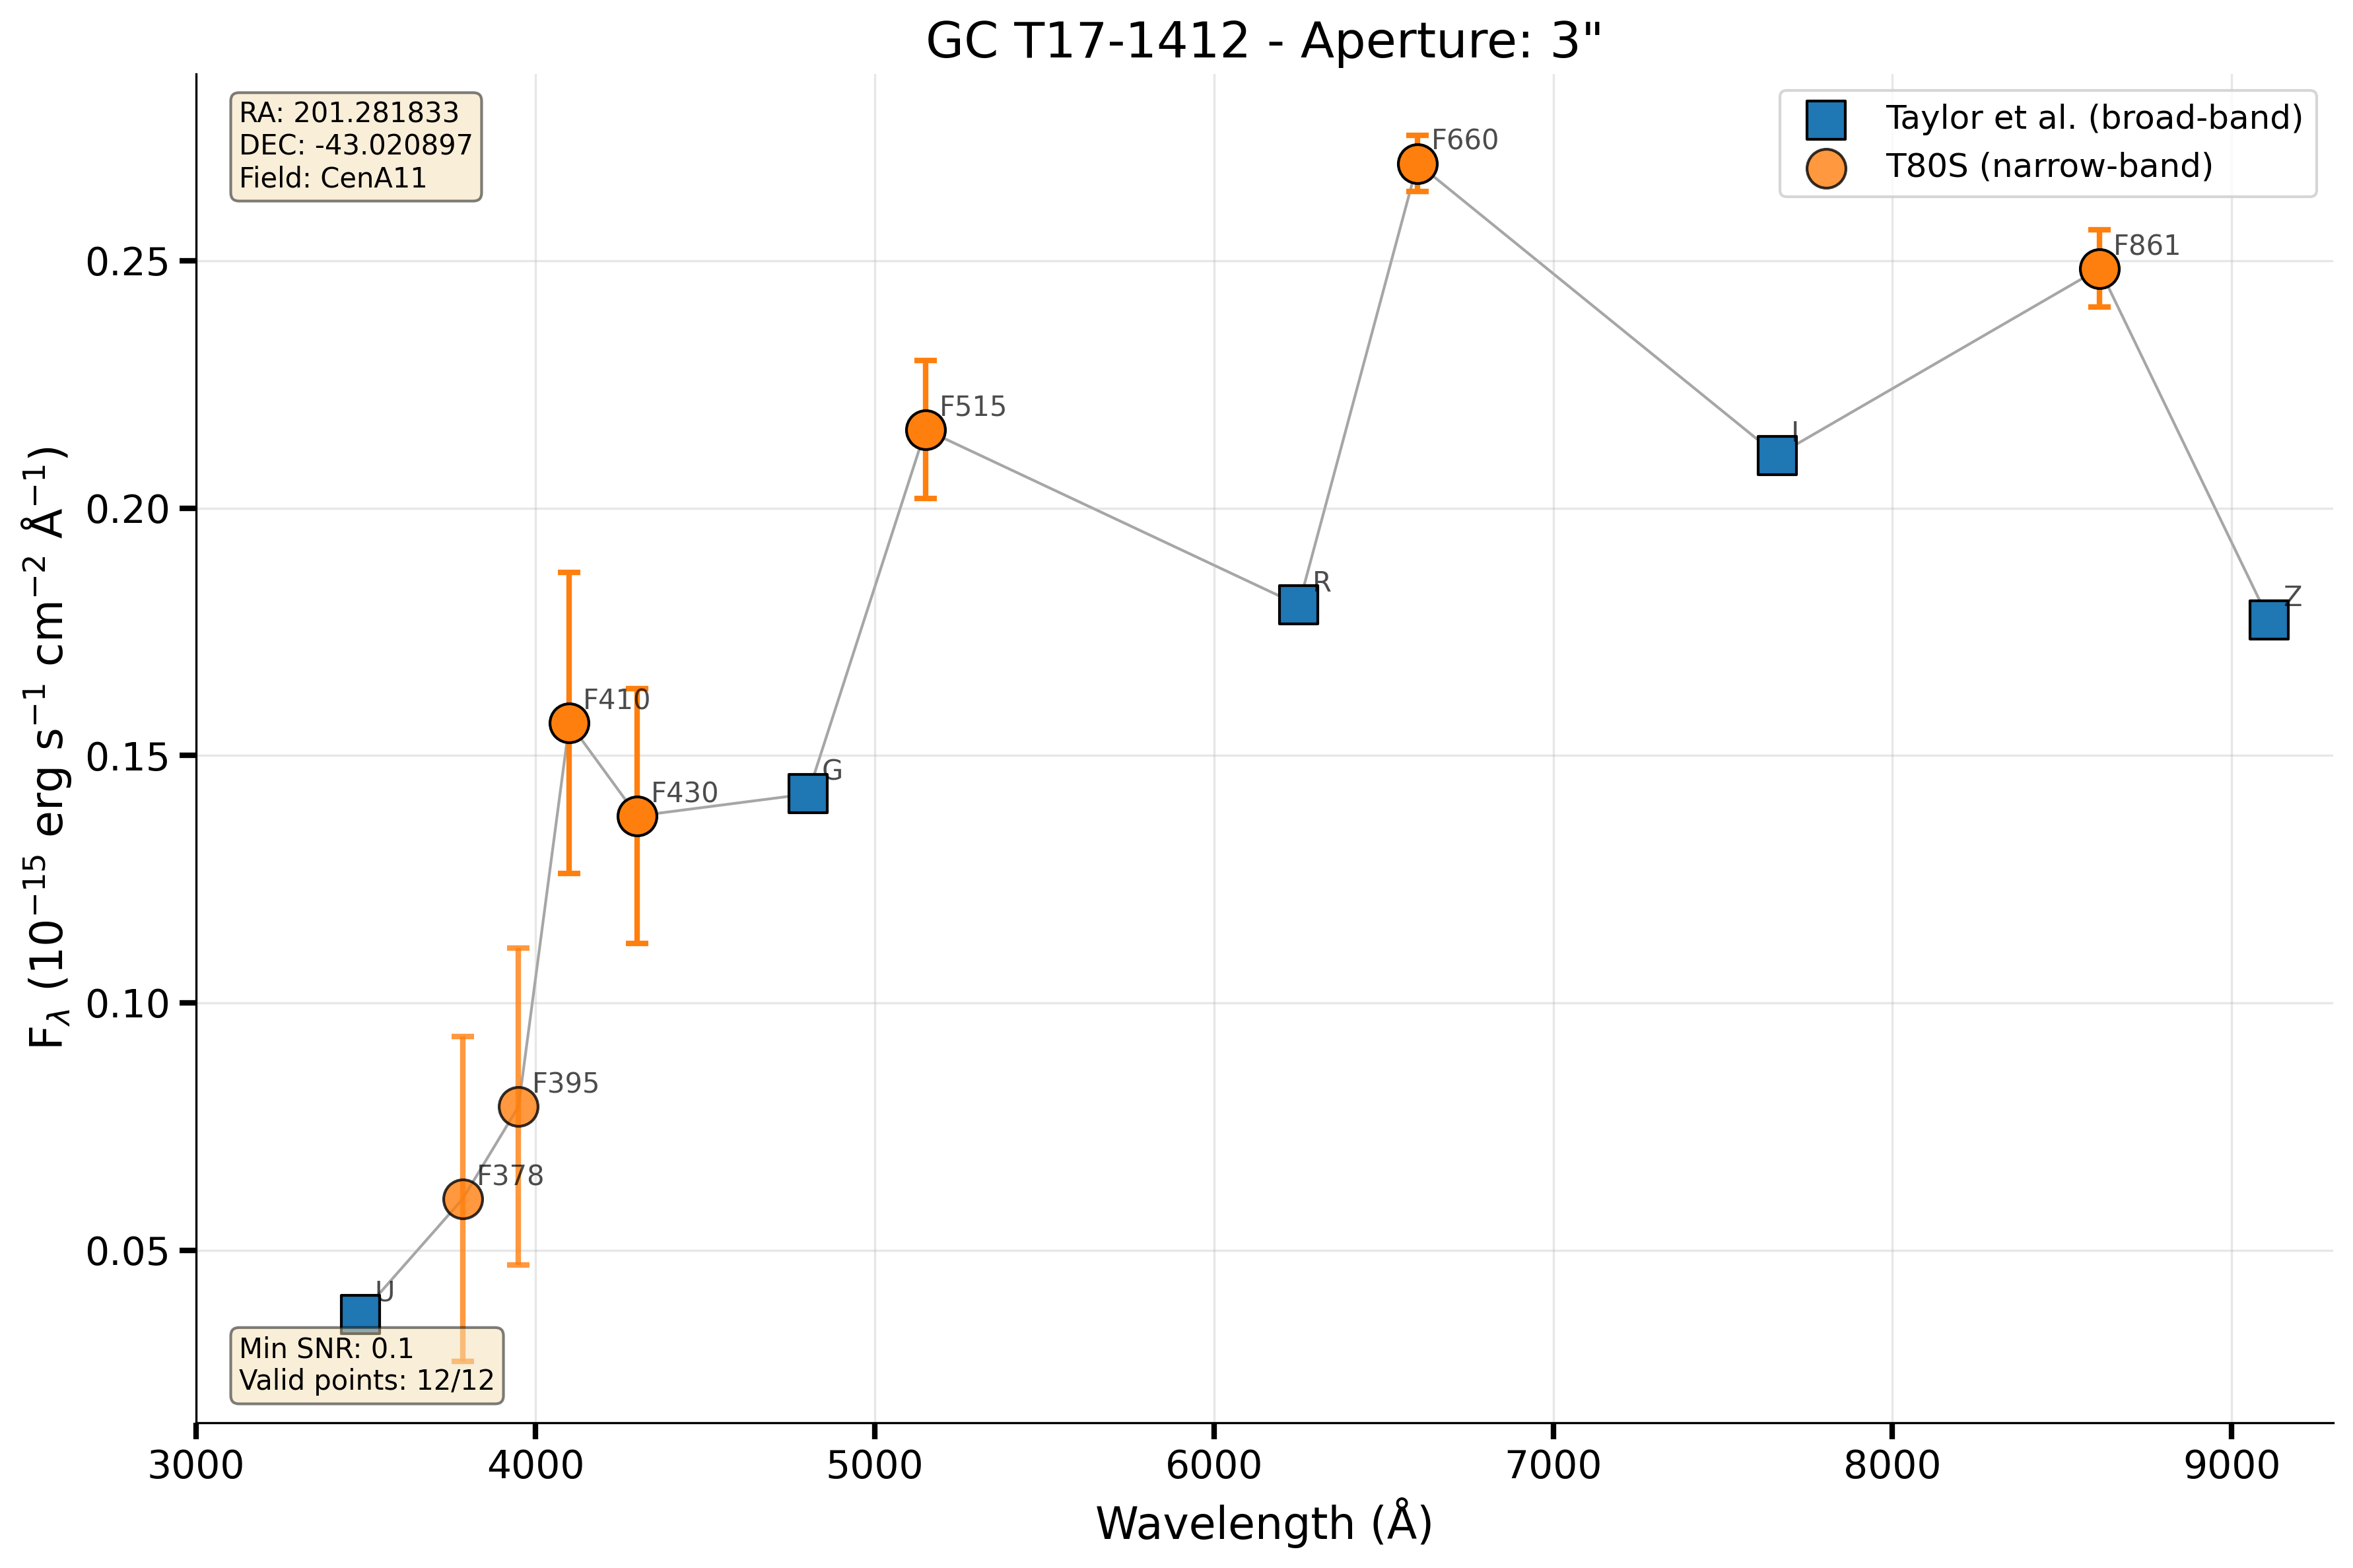 GC T17-1412 - Aperture: 3"
RA: 201.281833
DEC: -43.020897
Field: CenA11
Taylor et al. (broad-band)
T80S (narrow-band)
F660
F861
F515
I
R
Z
F410
G
F430
F395
F378
U
Min SNR: 0.1
Valid points: 12/12
0.25
0.20
0.15
0.10
0.05
F_λ (10⁻¹⁵ erg s⁻¹ cm⁻² Å⁻¹)
3000 4000 5000 6000 7000 8000 9000
Wavelength (Å)